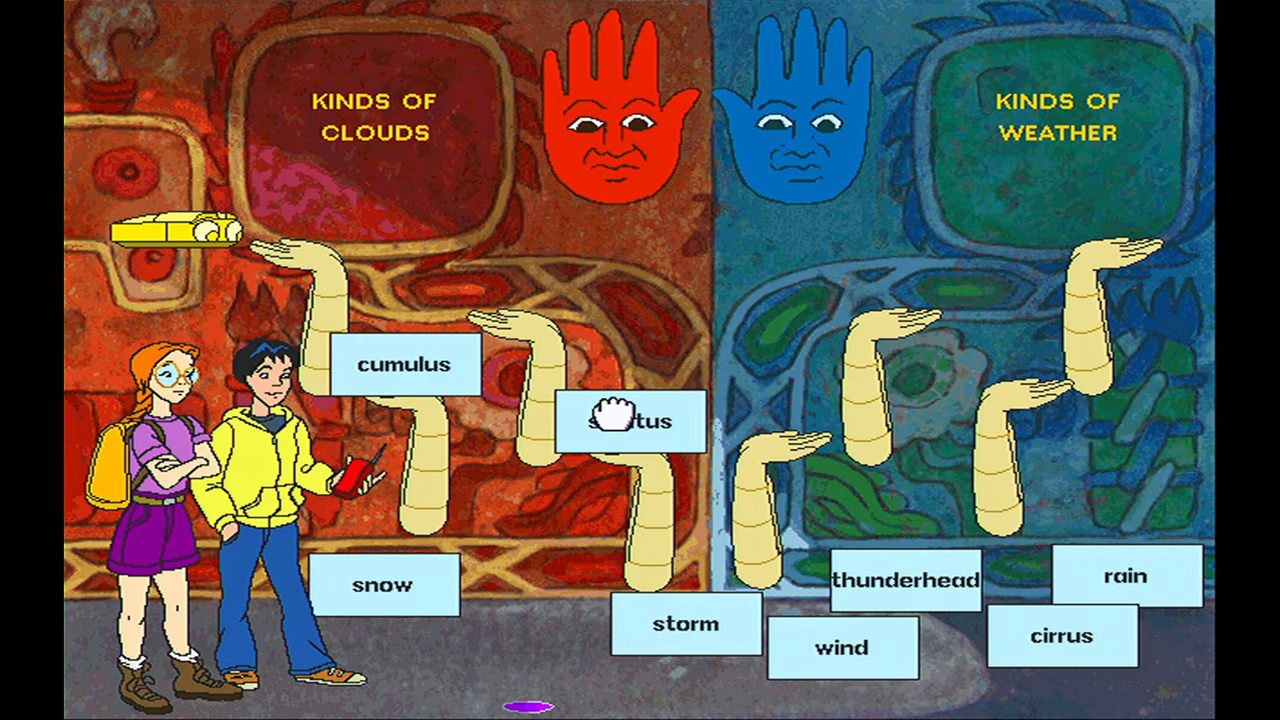 KINDS OF
CLOUDS
KINDS OF
WEATHER
cumulus
snow
storm
wind
thunderhead
cirrus
rain